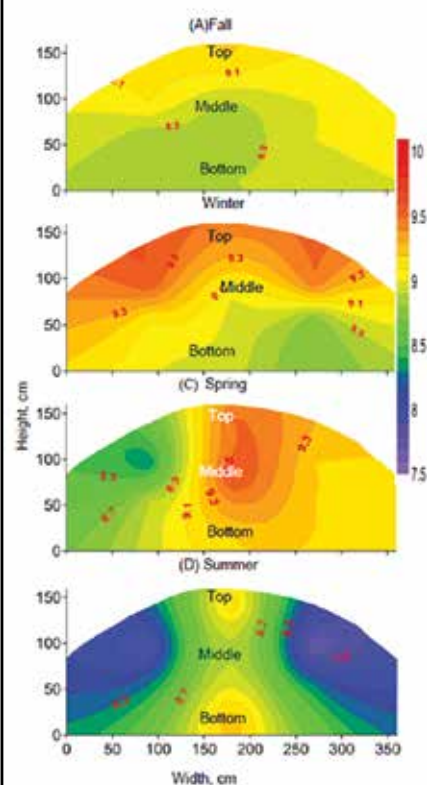 (A)Fall
150
100
50
0
Top
9.1
Middle
Bottom
Winter
150
100
50
0
Top
9.3
Middle
9.3
9.1
Bottom
(C) Spring
150
100
50
0
Top
Middle
9.1
Bottom
(D) Summer
150
100
50
0
Top
Middle
Bottom
0 50 100 150 200 250 300 350
Width, cm
Height, cm
10
9.5
9
8.5
8
7.5